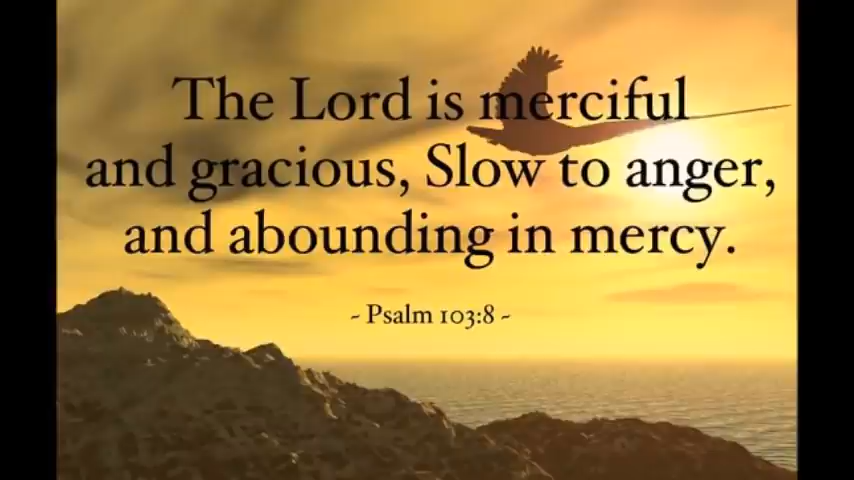 The Lord is merciful
and gracious, Slow to anger,
and abounding in mercy.
~ Psalm 103:8 ~